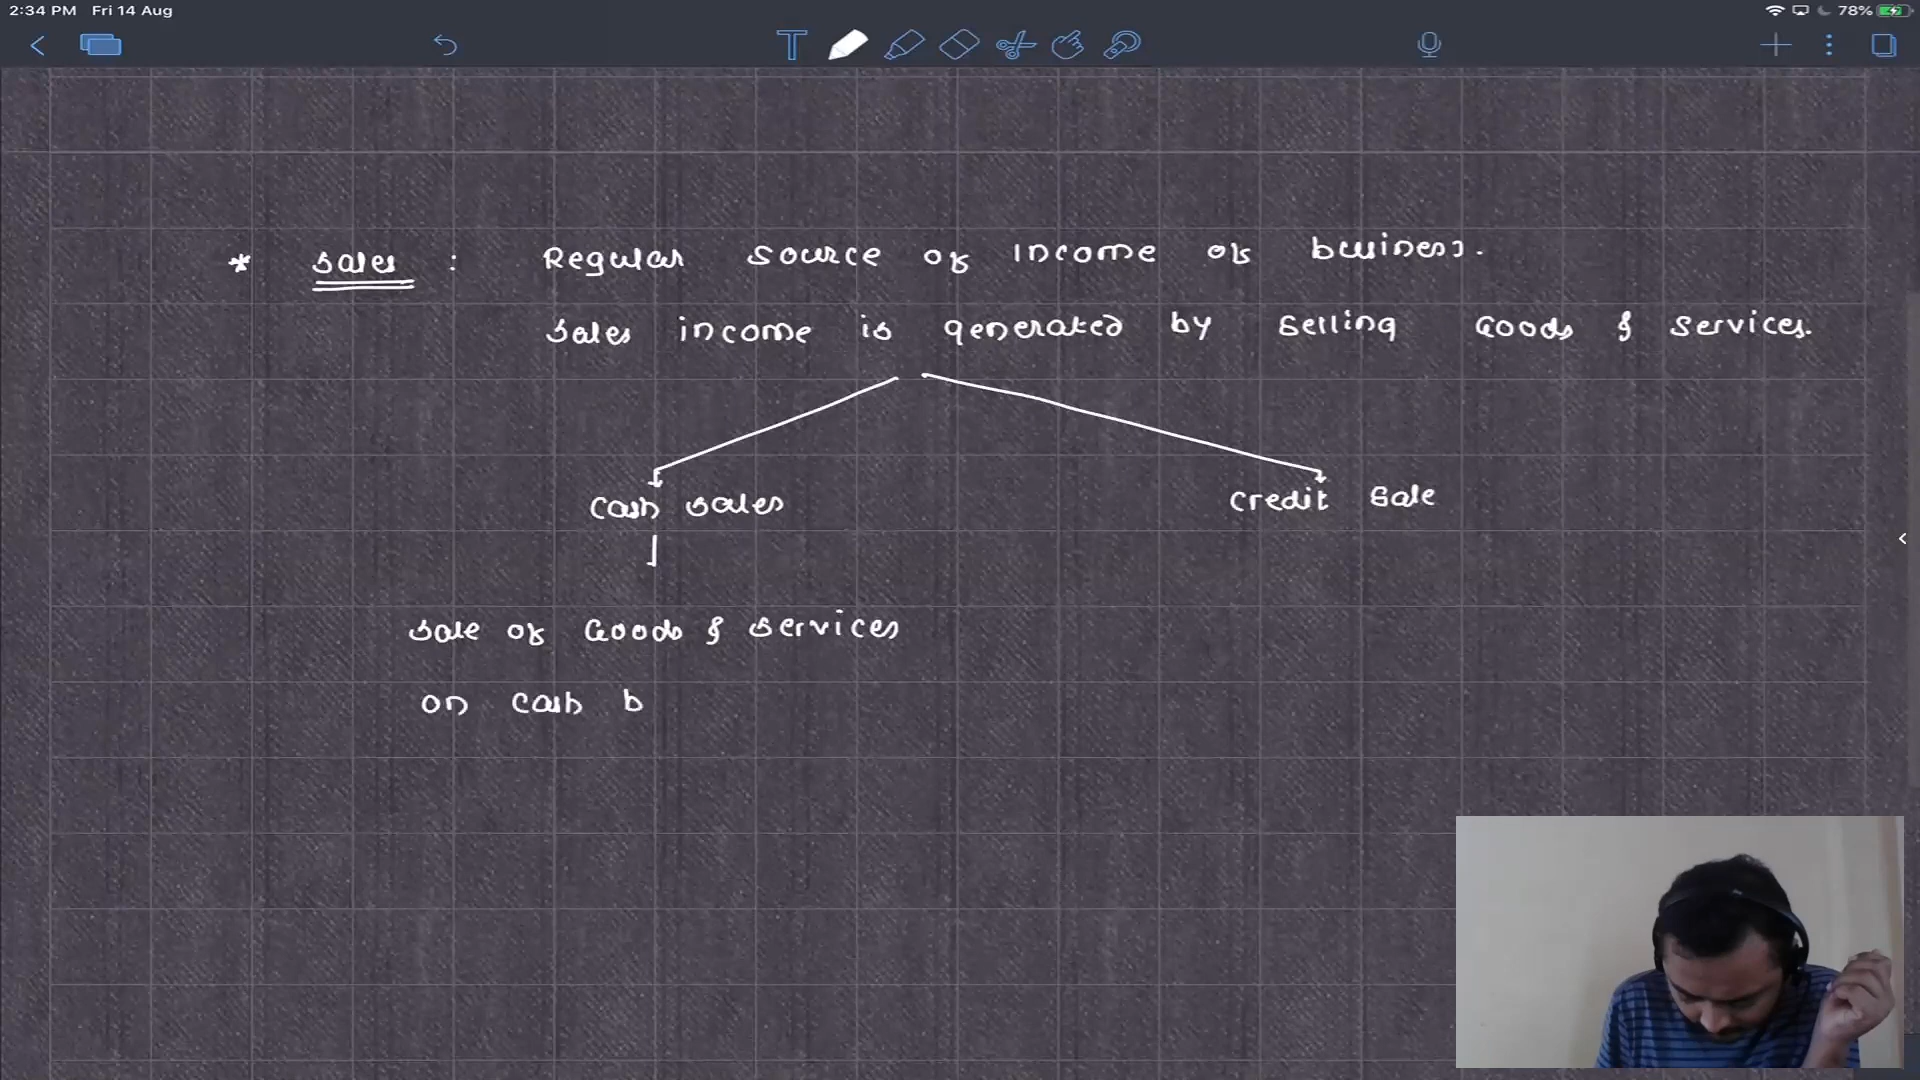 2:34 PM Fri 14 Aug
78%
* Sales : Regular source of income of business.
Sales income is generated by selling Goods & services.
Cash sales
Credit Sale
Sale of Goods & services
on cash b